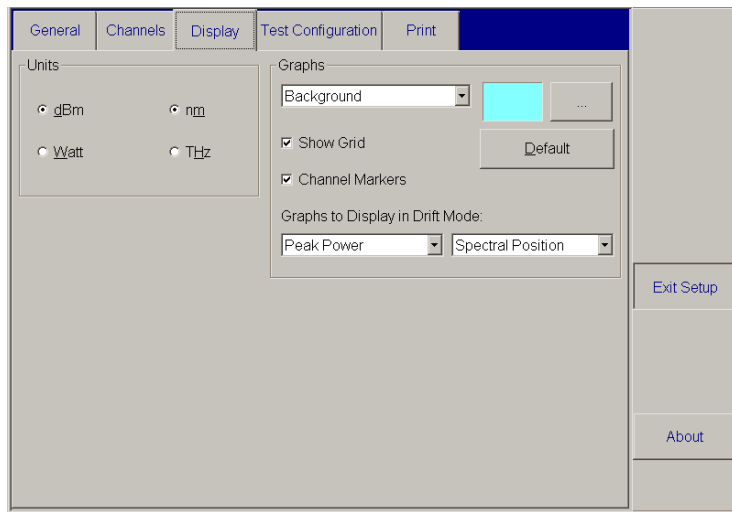 General Channels Display Test Configuration Print
Units
dBm nm
Watt THz
Graphs
Background ...
Show Grid Default
Channel Markers
Graphs to Display in Drift Mode:
Peak Power Spectral Position
Exit Setup
About